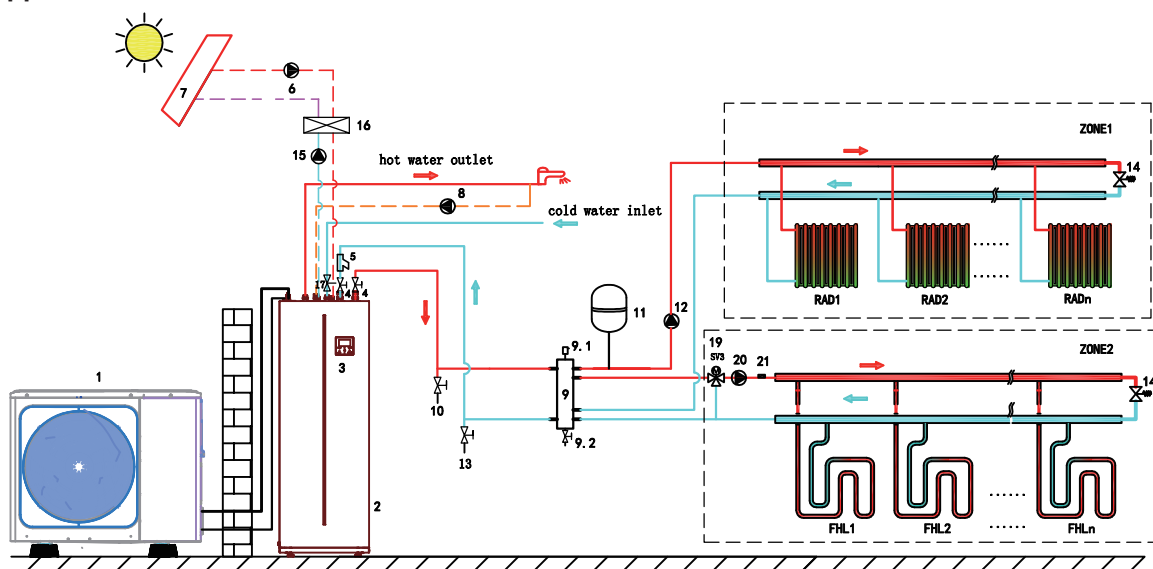 7
6
16
15
hot water outlet
8
cold water inlet
5
17
4
4
3
1
2
10
13
11
12
9.1
9
9.2
ZONE1
14
RAD1
RAD2
RADn
......
......
ZONE2
19
SV3
20
21
14
FHL1
FHL2
FHLn
......
......